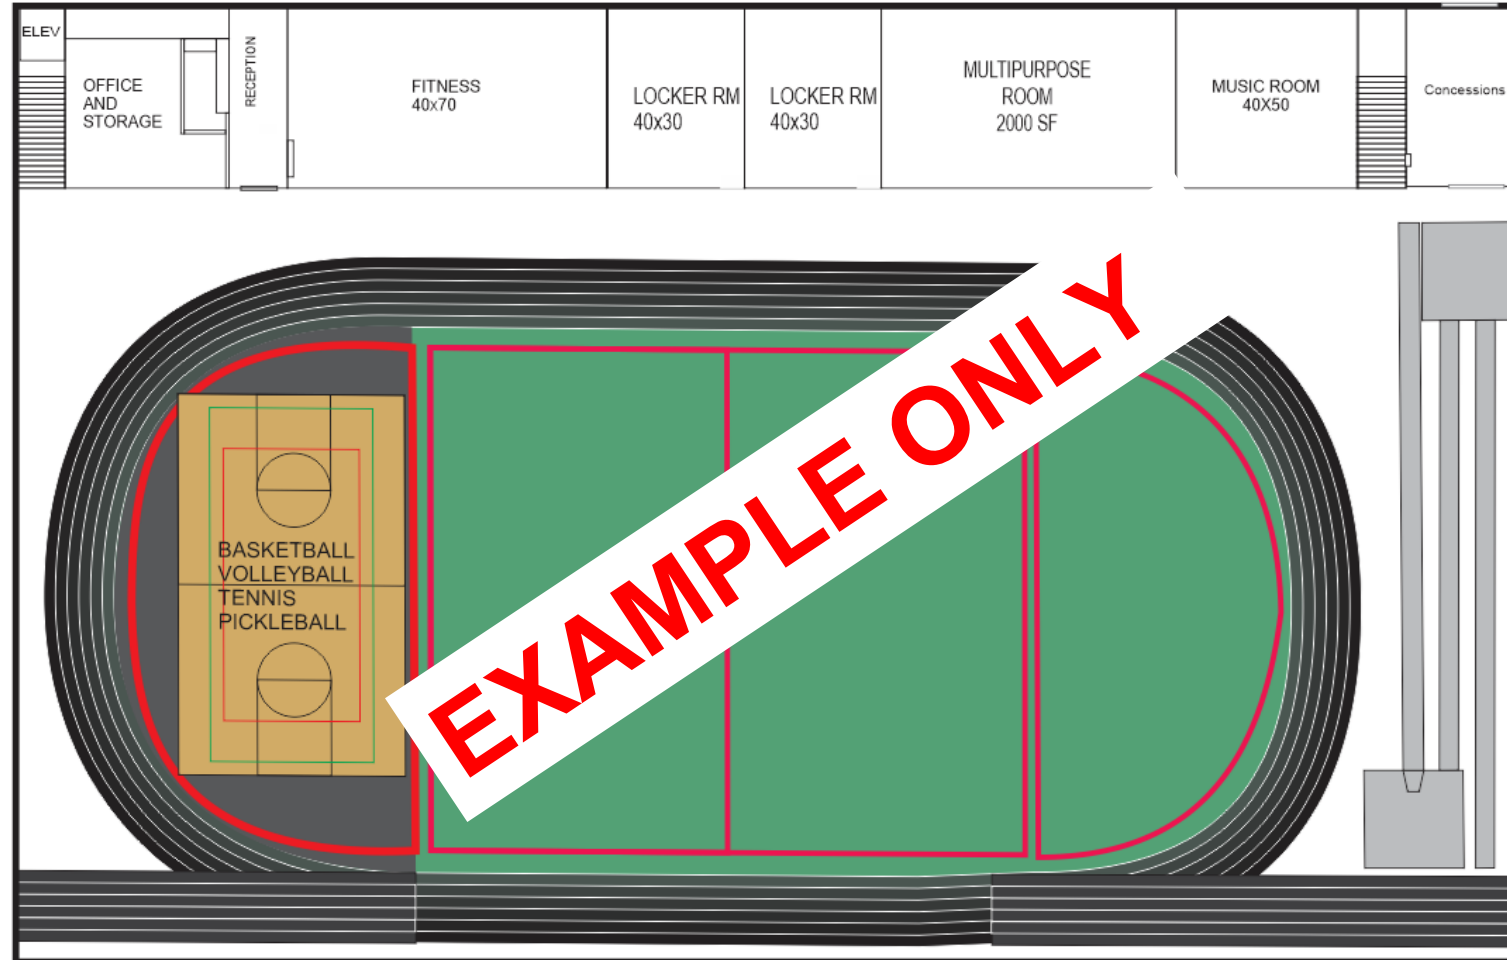 ELEV
OFFICE
AND
STORAGE
RECEPTION
FITNESS
40x70
LOCKER RM
40x30
LOCKER RM
40x30
MULTIPURPOSE
ROOM
2000 SF
MUSIC ROOM
40X50
Concessions
BASKETBALL
VOLLEYBALL
TENNIS
PICKLEBALL
EXAMPLE ONLY